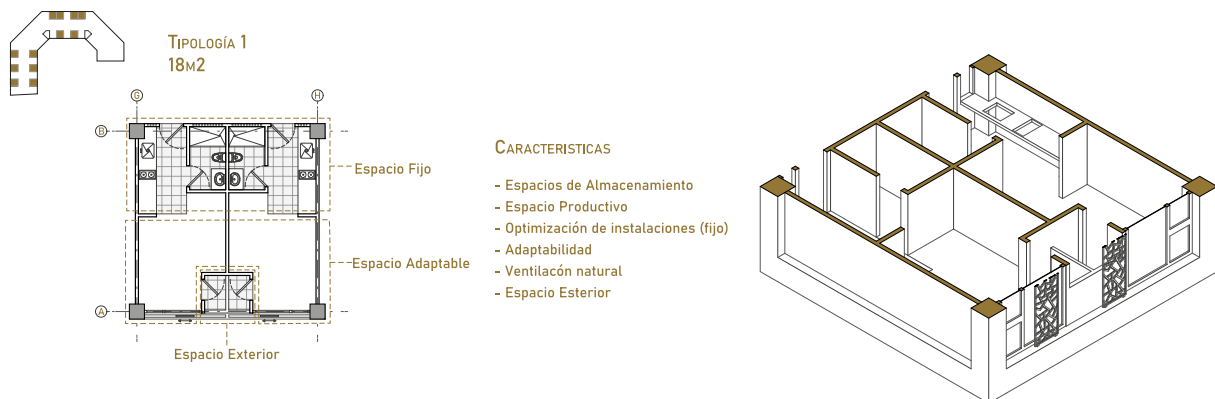 Tipología 1
18m2
G
H
B
Espacio Fijo
Espacio Adaptable
A
Espacio Exterior
Caracteristicas
- Espacios de Almacenamiento
- Espacio Productivo
- Optimización de instalaciones (fijo)
- Adaptabilidad
- Ventilacón natural
- Espacio Esterior